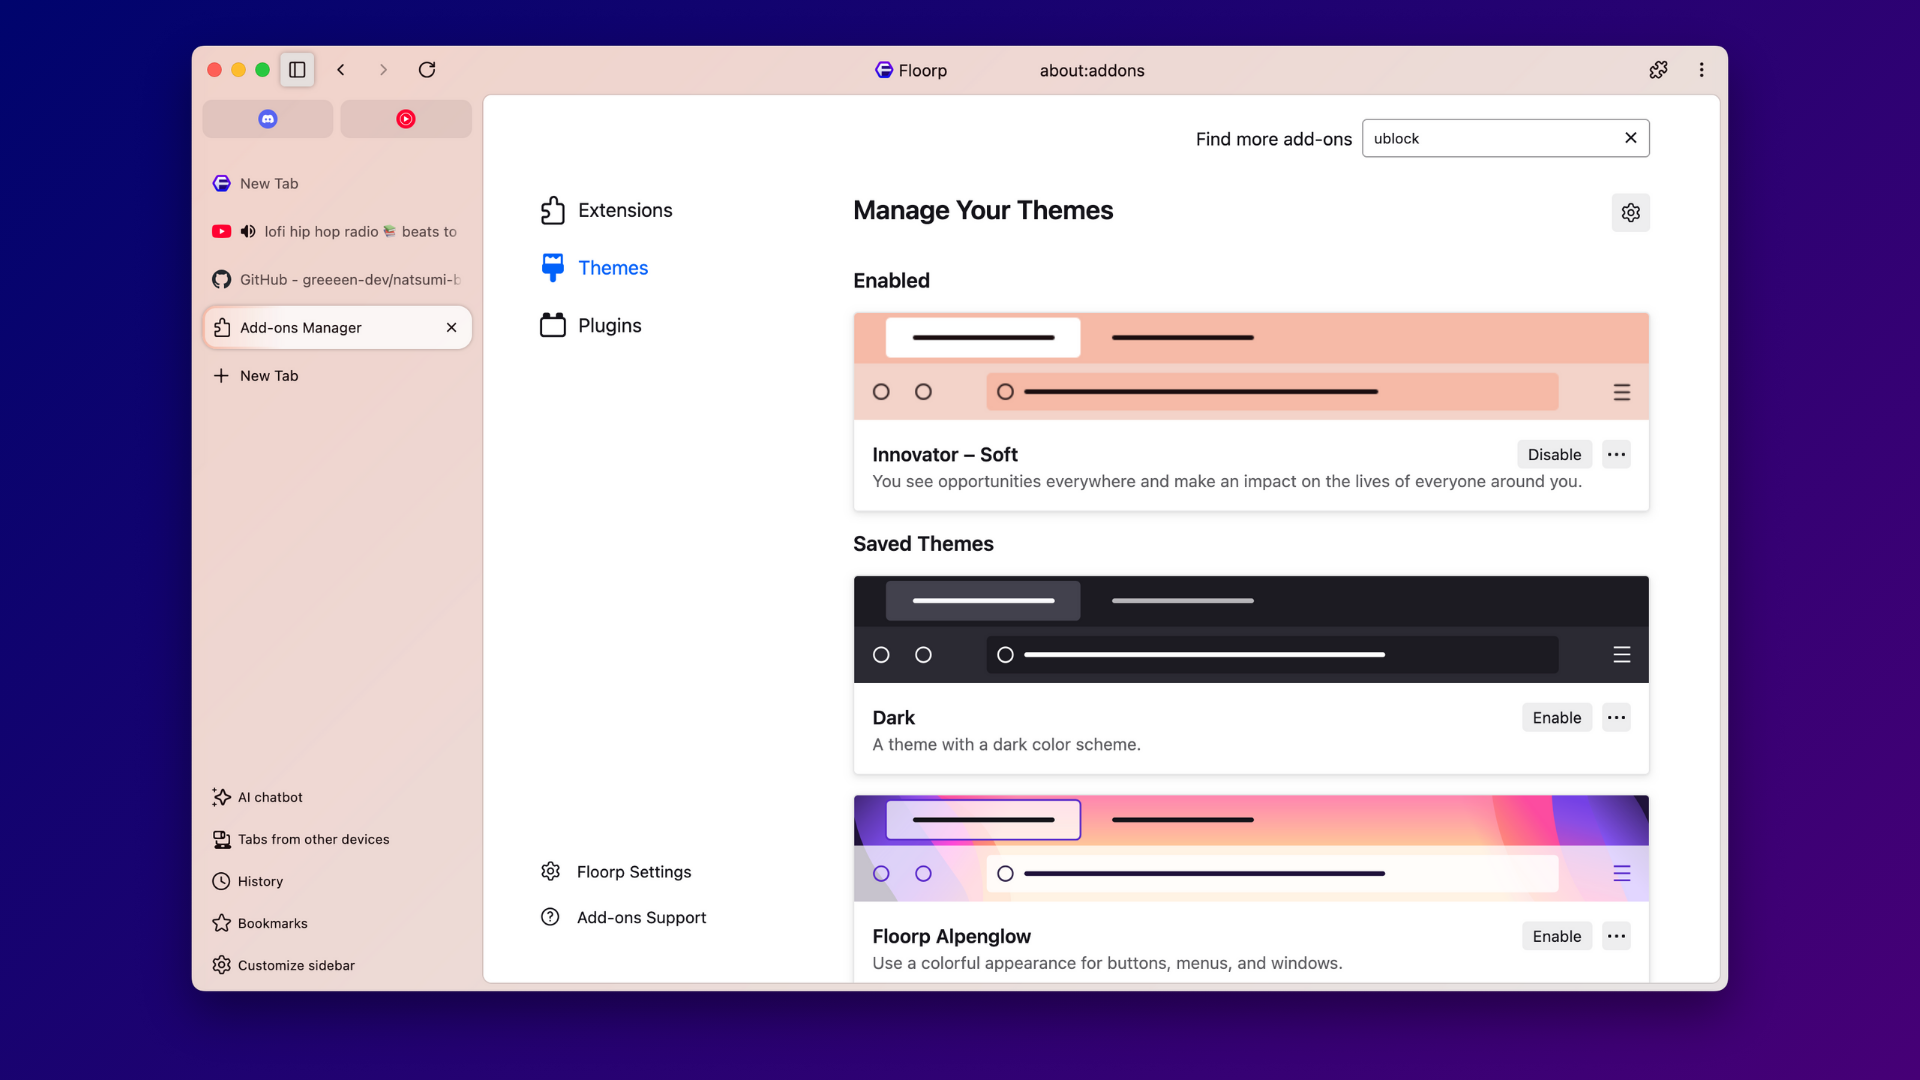 Floorp
about:addons
New Tab
lofi hip hop radio 📚 beats to
GitHub - greeeen-dev/natsumi-b
Add-ons Manager
New Tab
AI chatbot
Tabs from other devices
History
Bookmarks
Customize sidebar
Find more add-ons
ublock
Extensions
Themes
Plugins
Floorp Settings
Add-ons Support
Manage Your Themes
Enabled
Innovator – Soft
Disable
You see opportunities everywhere and make an impact on the lives of everyone around you.
Saved Themes
Dark
Enable
A theme with a dark color scheme.
Floorp Alpenglow
Enable
Use a colorful appearance for buttons, menus, and windows.